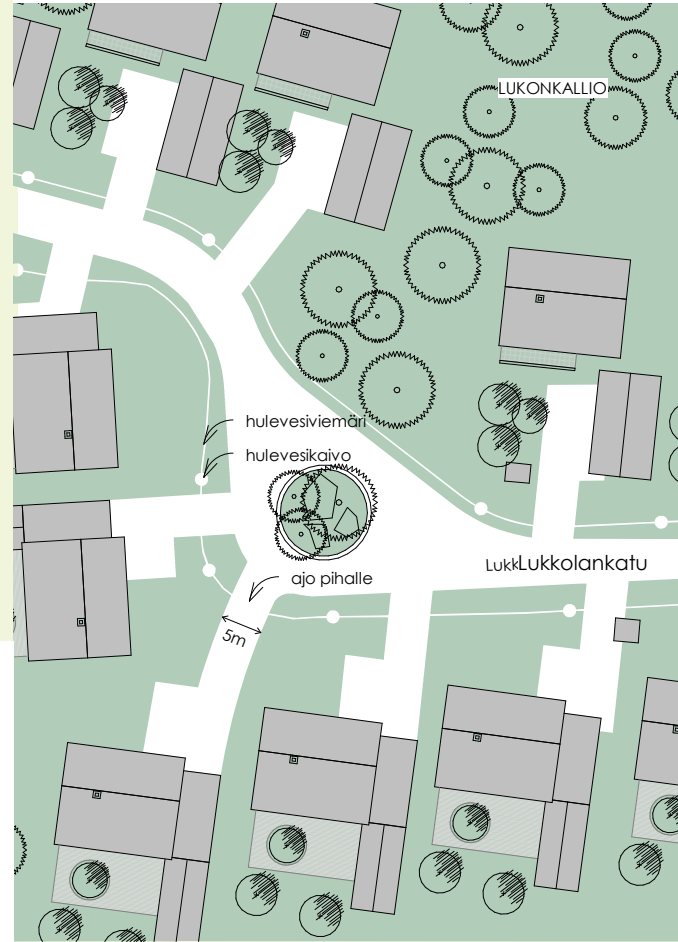 LUKONKALLIO
hulevesiviemäri
hulevesikaivo
LukkLukkolankatu
ajo pihalle
5m